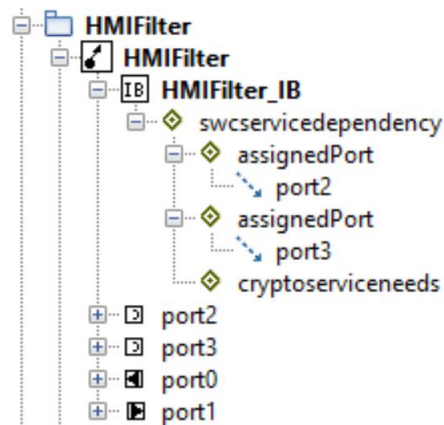 HMIFilter
HMIFilter
IB HMIFilter_IB
swcservicedependency
assignedPort
port2
assignedPort
port3
cryptoserviceneeds
port2
port3
port0
port1